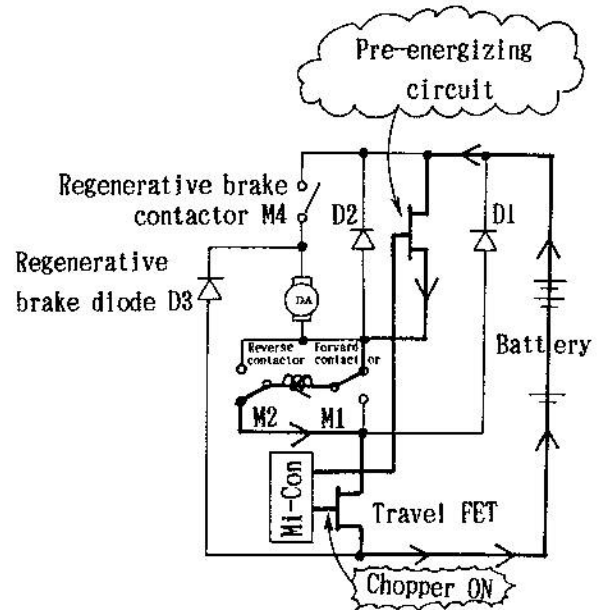 Pre-energizing
circuit
Regenerative brake
contactor M4
D2
D1
Regenerative
brake diode D3
DA
Battery
Reverse
contactor
Forward
contactor
M2
M1
Mi-Con
Travel FET
Chopper ON